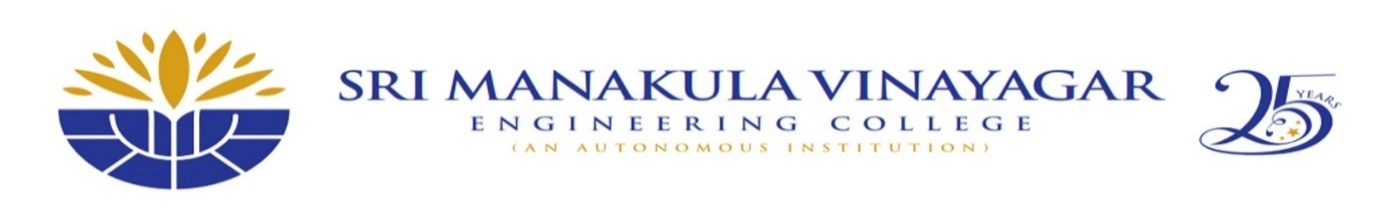 SRI MANAKULA VINAYAGAR
ENGINEERING COLLEGE
(AN AUTONOMOUS INSTITUTION)
25 YEARS